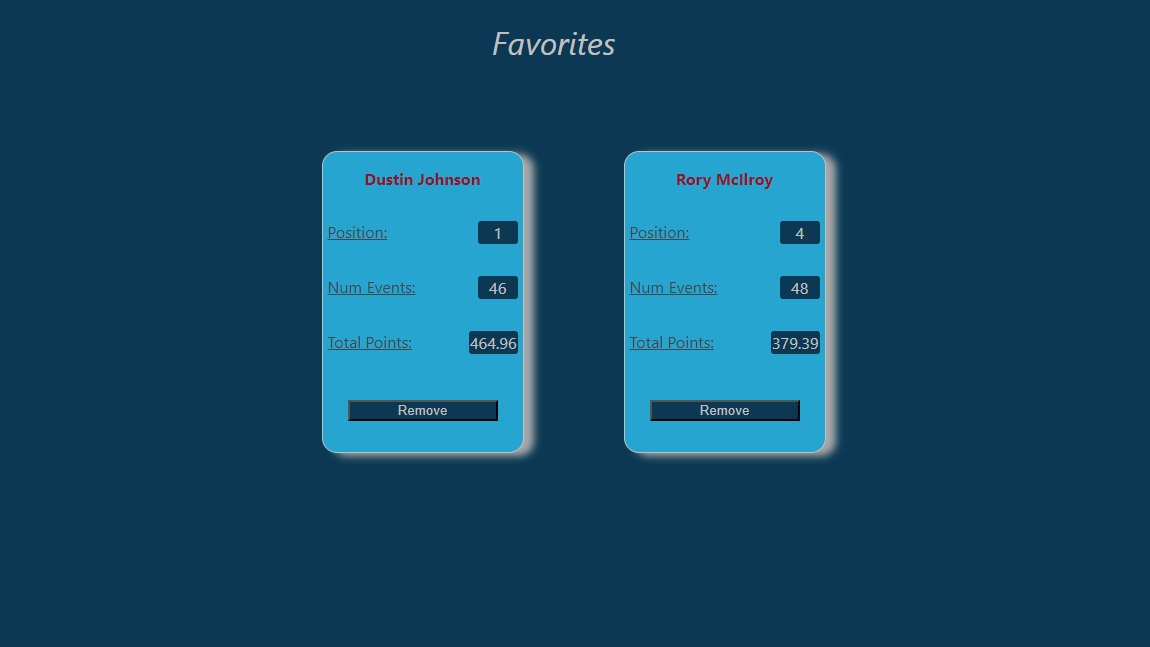 Favorites
Dustin Johnson
Position: 1
Num Events: 46
Total Points: 464.96
Remove
Rory McIlroy
Position: 4
Num Events: 48
Total Points: 379.39
Remove